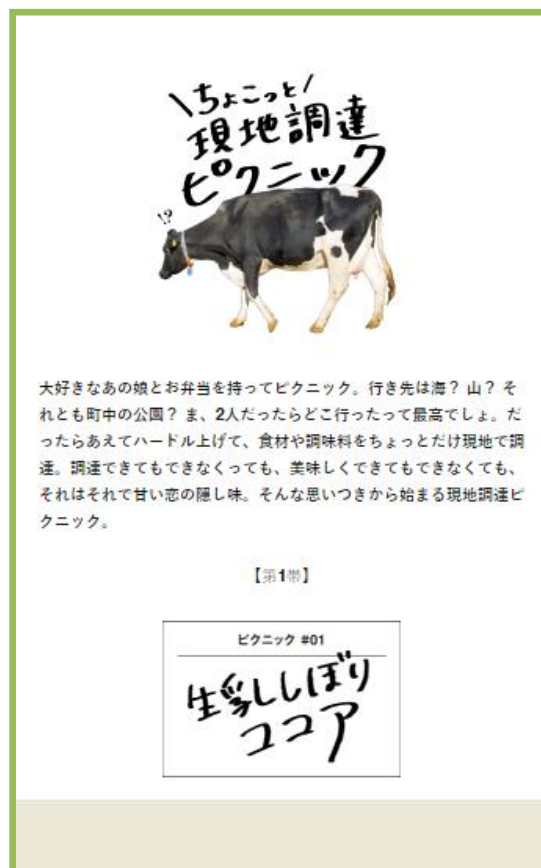 \ちょこっと/
現地調達
ピクニック
!?
大好きなあの娘とお弁当を持ってピクニック。行き先は海？ 山？ そ
れとも町中の公園？ ま、2人だったらどこ行ったって最高でしょ。だ
ったらあえてハードル上げて、食材や調味料をちょっとだけ現地で調
達。調達できてもできなくっても、美味しくできてもできなくても、
それはそれで甘い恋の隠し味。そんな思いつきから始まる現地調達ピ
クニック。
【第1帯】
ピクニック #01
生乳ししぼり
ココア